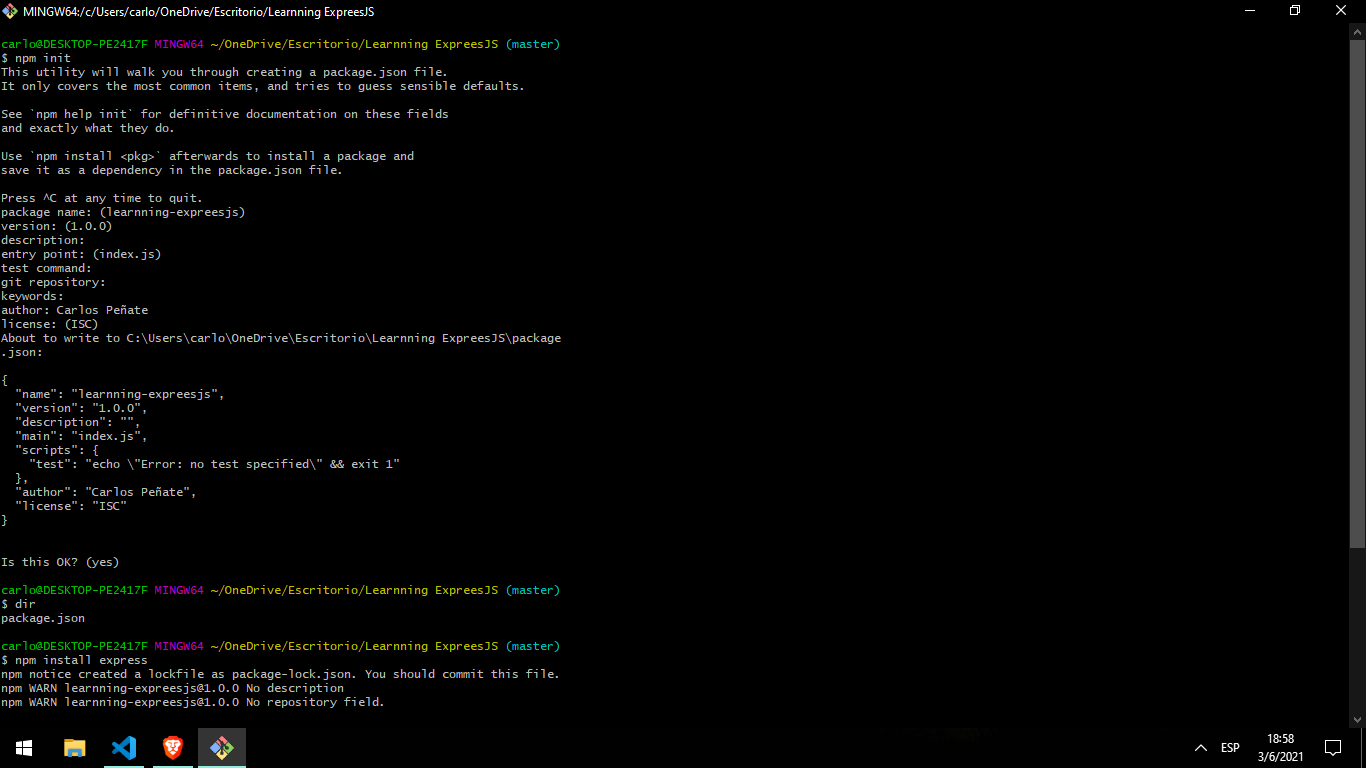 MINGW64:/c/Users/carlo/OneDrive/Escritorio/Learnning ExpreesJS
carlo@DESKTOP-PE2417F MINGW64 ~/OneDrive/Escritorio/Learnning ExpreesJS (master)
$ npm init
This utility will walk you through creating a package.json file.
It only covers the most common items, and tries to guess sensible defaults.
See `npm help init` for definitive documentation on these fields
and exactly what they do.
Use `npm install <pkg>` afterwards to install a package and
save it as a dependency in the package.json file.
Press ^C at any time to quit.
package name: (learnning-expreesjs)
version: (1.0.0)
description:
entry point: (index.js)
test command:
git repository:
keywords:
author: Carlos Peñate
license: (ISC)
About to write to C:\Users\carlo\OneDrive\Escritorio\Learnning ExpreesJS\package
.json:
{
  "name": "learnning-expreesjs",
  "version": "1.0.0",
  "description": "",
  "main": "index.js",
  "scripts": {
    "test": "echo \"Error: no test specified\" && exit 1"
  },
  "author": "Carlos Peñate",
  "license": "ISC"
}
Is this OK? (yes)
carlo@DESKTOP-PE2417F MINGW64 ~/OneDrive/Escritorio/Learnning ExpreesJS (master)
$ dir
package.json
carlo@DESKTOP-PE2417F MINGW64 ~/OneDrive/Escritorio/Learnning ExpreesJS (master)
$ npm install express
npm notice created a lockfile as package-lock.json. You should commit this file.
npm WARN learnning-expreesjs@1.0.0 No description
npm WARN learnning-expreesjs@1.0.0 No repository field.
ESP
18:58
3/6/2021